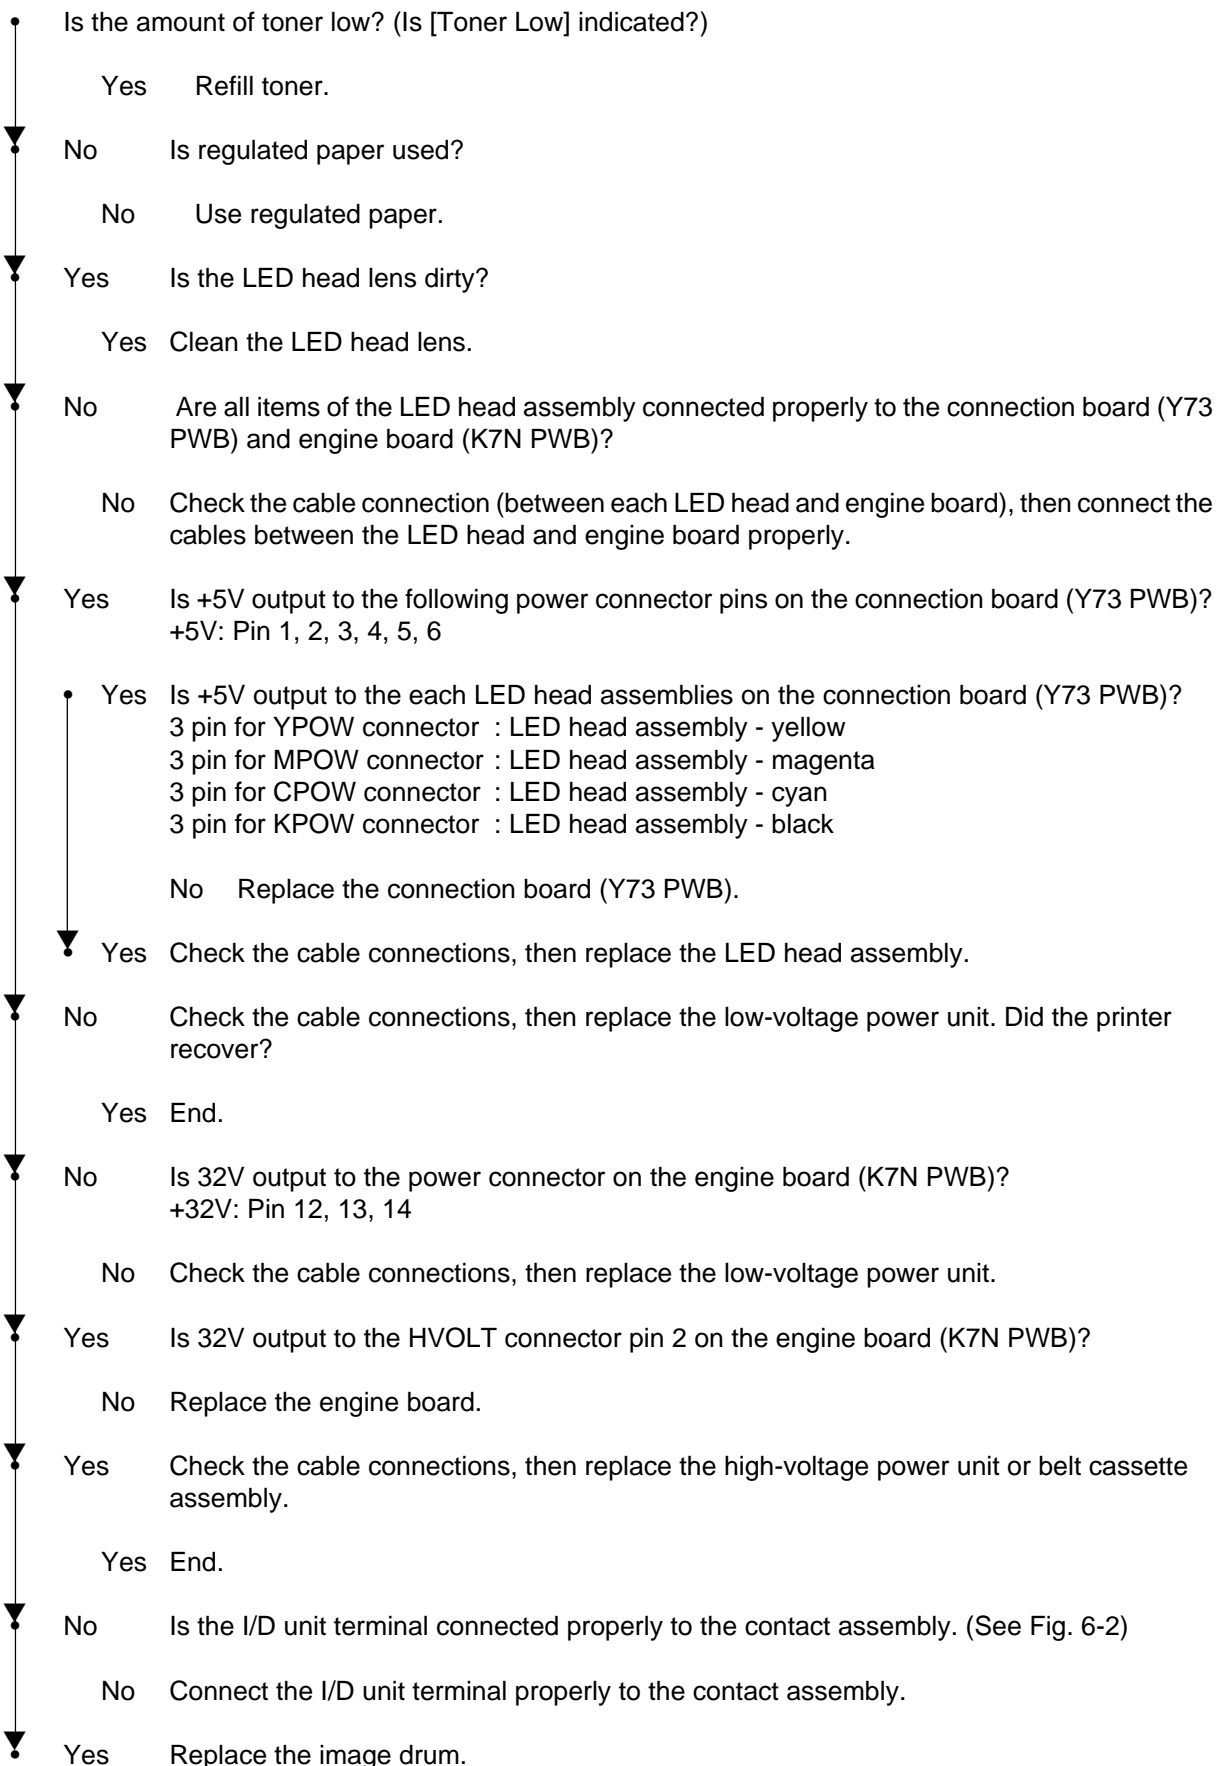 Is the amount of toner low? (Is [Toner Low] indicated?)
Yes Refill toner.
No Is regulated paper used?
No Use regulated paper.
Yes Is the LED head lens dirty?
Yes Clean the LED head lens.
No Are all items of the LED head assembly connected properly to the connection board (Y73
PWB) and engine board (K7N PWB)?
No Check the cable connection (between each LED head and engine board), then connect the
cables between the LED head and engine board properly.
Yes Is +5V output to the following power connector pins on the connection board (Y73 PWB)?
+5V: Pin 1, 2, 3, 4, 5, 6
Yes Is +5V output to the each LED head assemblies on the connection board (Y73 PWB)?
3 pin for YPOW connector : LED head assembly - yellow
3 pin for MPOW connector : LED head assembly - magenta
3 pin for CPOW connector : LED head assembly - cyan
3 pin for KPOW connector : LED head assembly - black
No Replace the connection board (Y73 PWB).
Yes Check the cable connections, then replace the LED head assembly.
No Check the cable connections, then replace the low-voltage power unit. Did the printer
recover?
Yes End.
No Is 32V output to the power connector on the engine board (K7N PWB)?
+32V: Pin 12, 13, 14
No Check the cable connections, then replace the low-voltage power unit.
Yes Is 32V output to the HVOLT connector pin 2 on the engine board (K7N PWB)?
No Replace the engine board.
Yes Check the cable connections, then replace the high-voltage power unit or belt cassette
assembly.
Yes End.
No Is the I/D unit terminal connected properly to the contact assembly. (See Fig. 6-2)
No Connect the I/D unit terminal properly to the contact assembly.
Yes Replace the image drum.